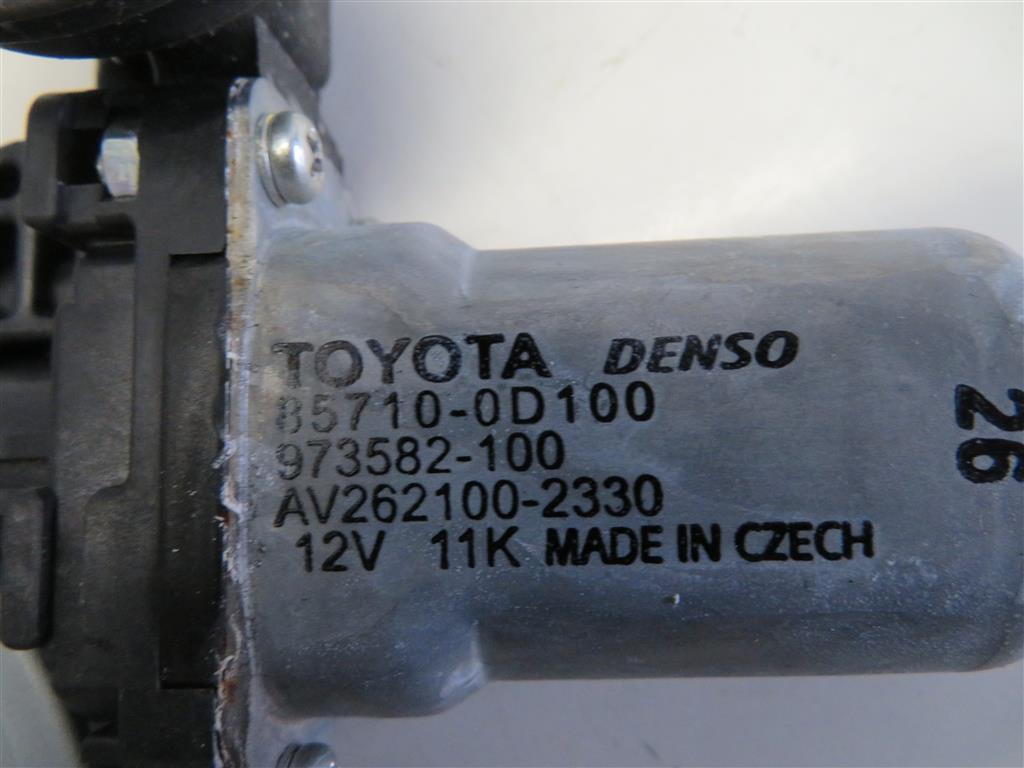 TOYOTA DENSO
85710-0D100
973582-100
AV262100-2330
12V 11K MADE IN CZECH
26